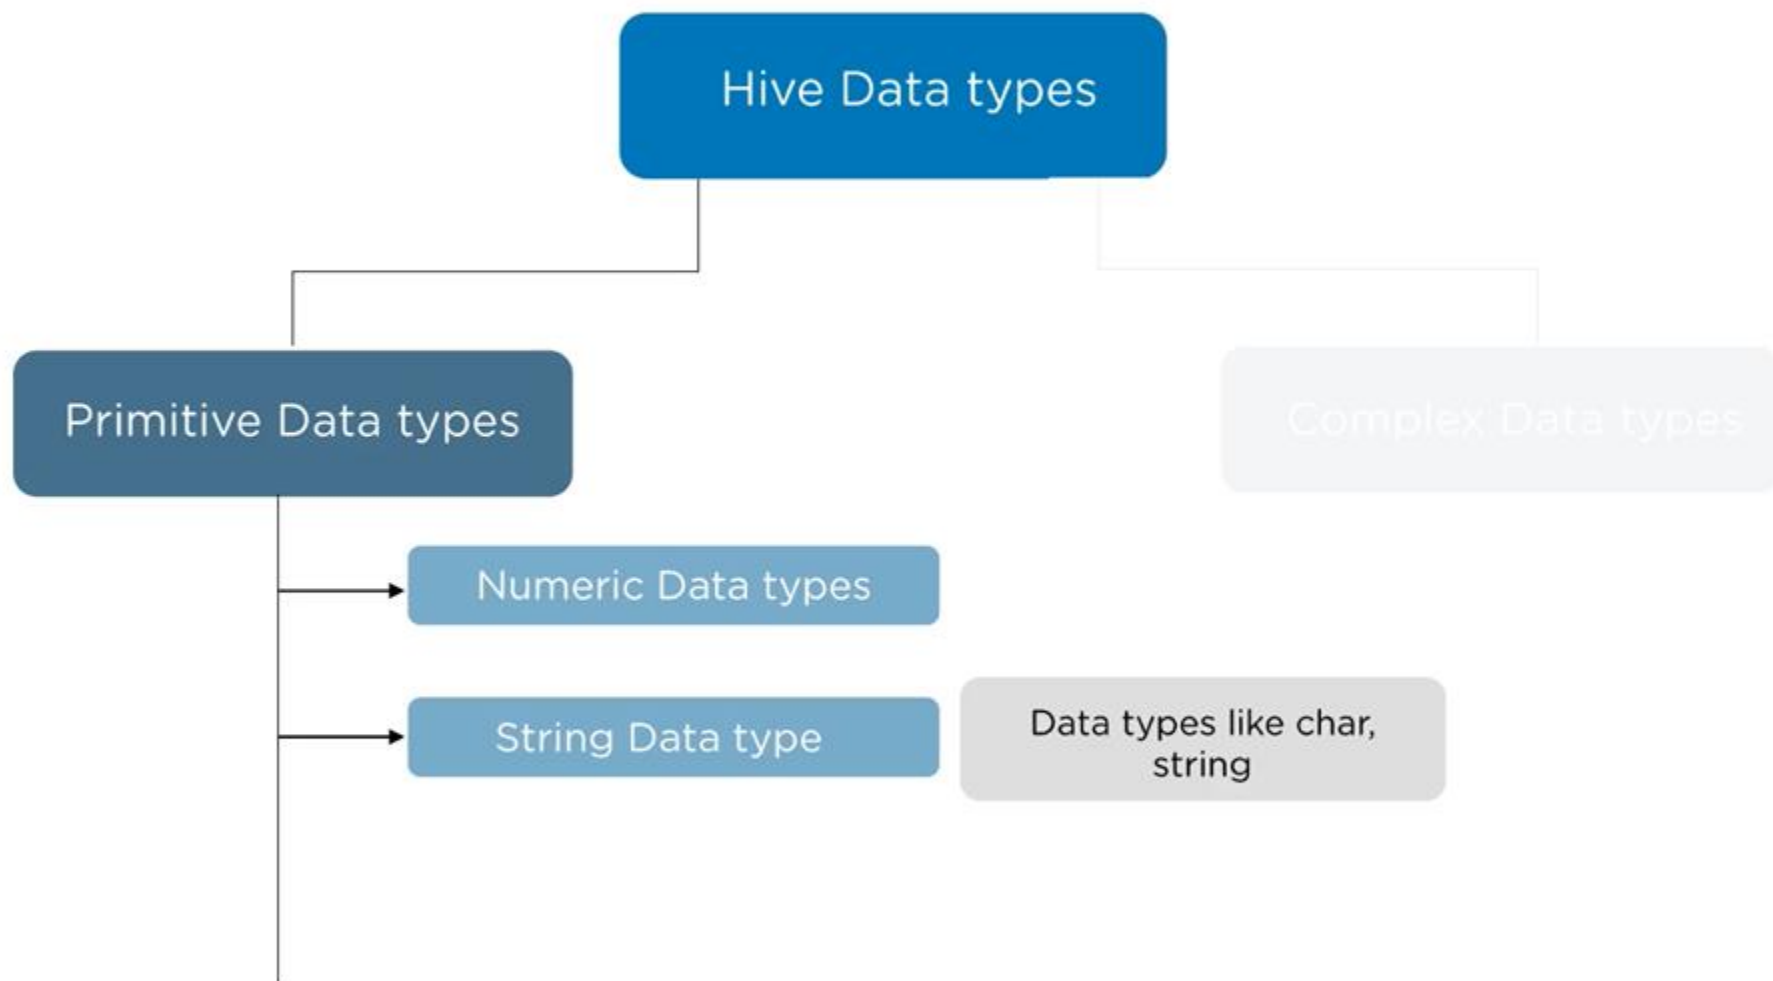 Hive Data types
Primitive Data types
Complex Data types
Numeric Data types
String Data type
Data types like char,
string